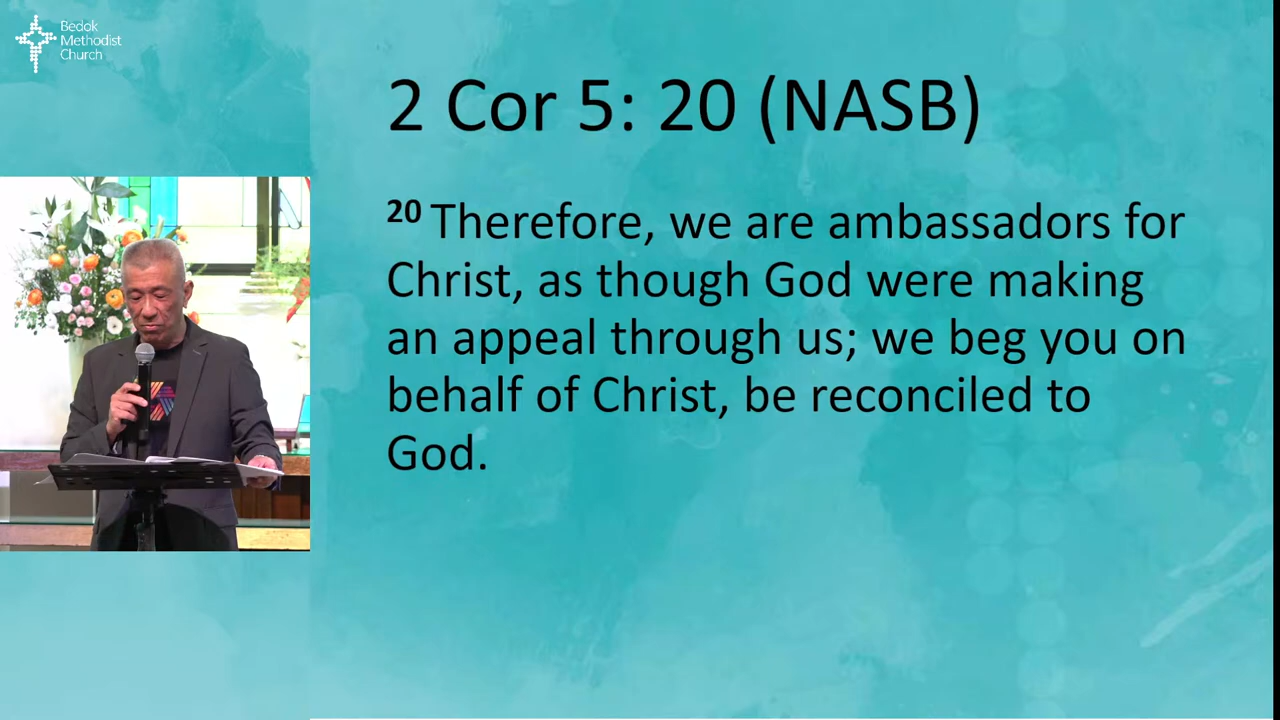 Bedok
Methodist
Church
2 Cor 5: 20 (NASB)
20 Therefore, we are ambassadors for
Christ, as though God were making
an appeal through us; we beg you on
behalf of Christ, be reconciled to
God.